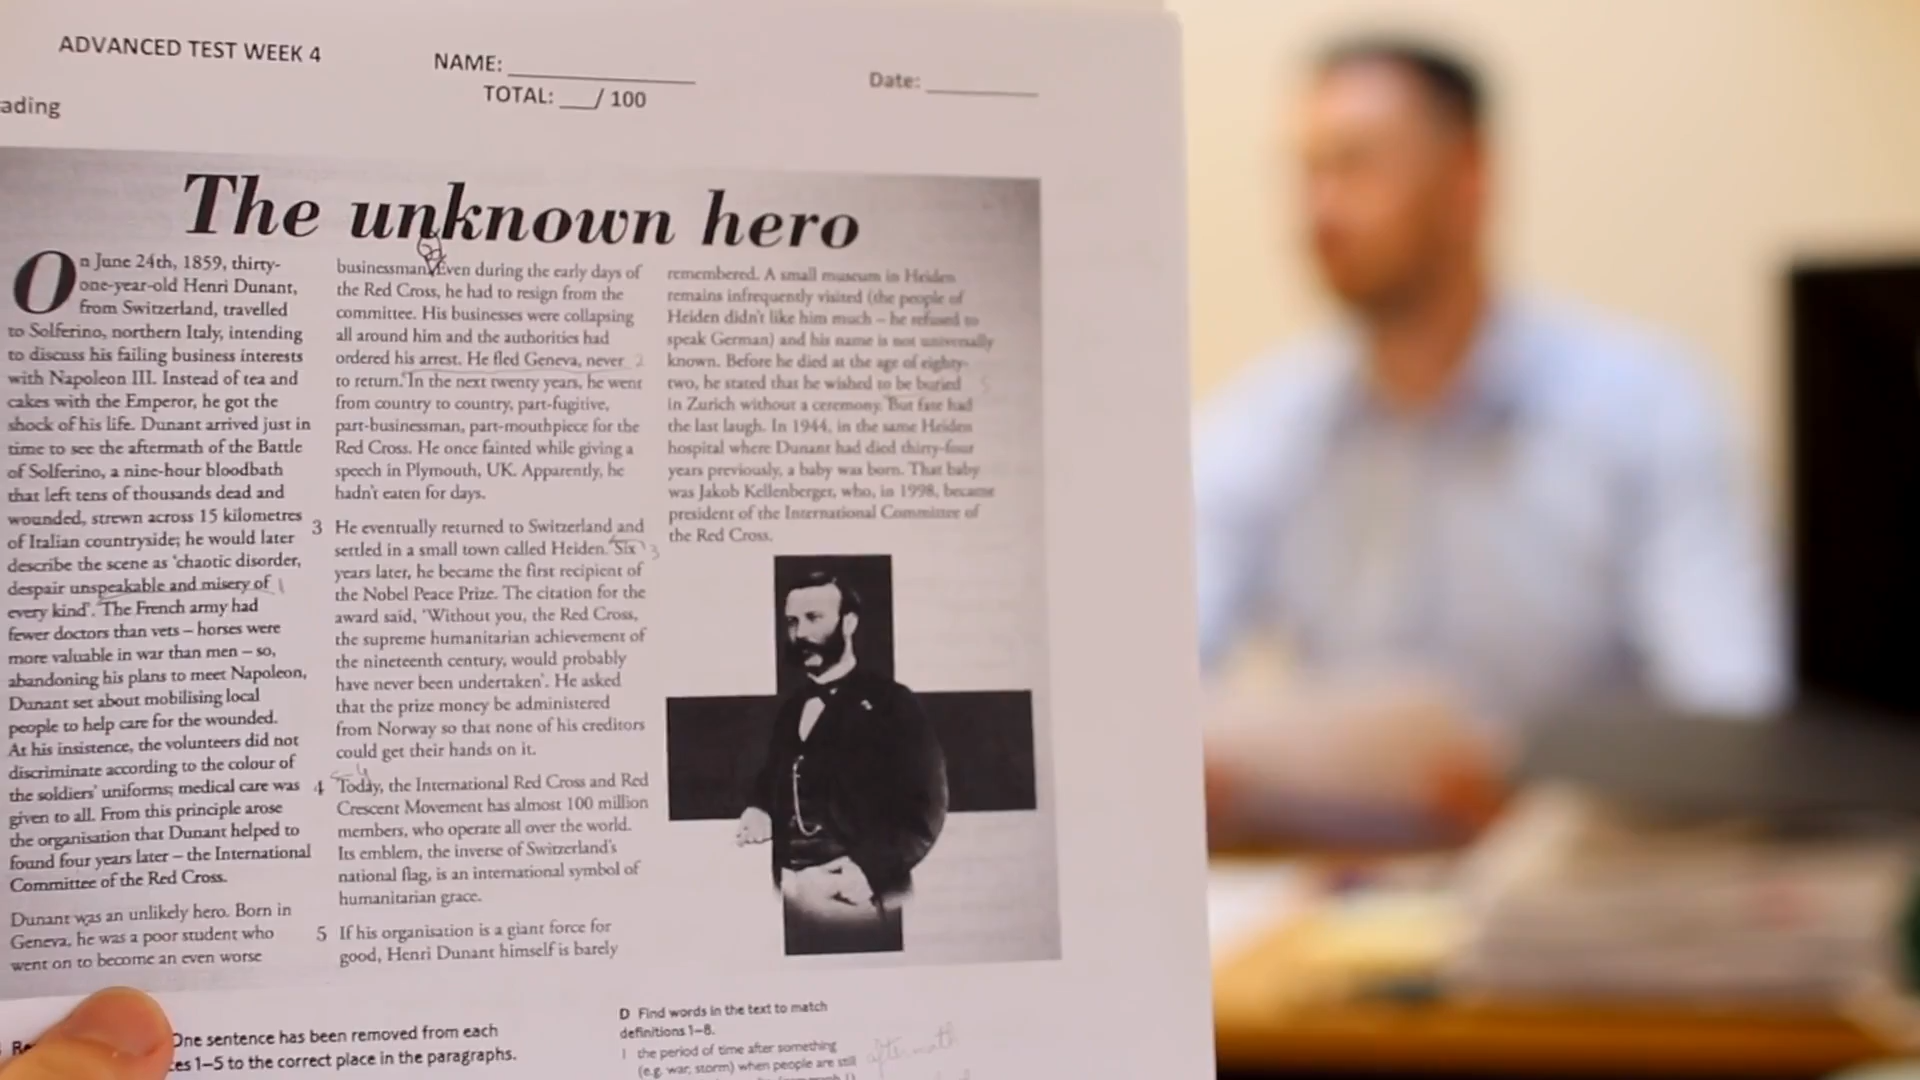 ADVANCED TEST WEEK 4
NAME:
Date:
TOTAL: ___/ 100
ading
The unknown hero
On June 24th, 1859, thirty-
one-year-old Henri Dunant,
from Switzerland, travelled
to Solferino, northern Italy, intending
to discuss his failing business interests
with Napoleon III. Instead of tea and
cakes with the Emperor, he got the
shock of his life. Dunant arrived just in
time to see the aftermath of the Battle
of Solferino, a nine-hour bloodbath
that left tens of thousands dead and
wounded, strewn across 15 kilometres
of Italian countryside; he would later
describe the scene as 'chaotic disorder,
despair unspeakable and misery of 1
every kind'. The French army had
fewer doctors than vets – horses were
more valuable in war than men – so,
abandoning his plans to meet Napoleon,
Dunant set about mobilising local
people to help care for the wounded.
At his insistence, the volunteers did not
discriminate according to the colour of
the soldiers' uniforms; medical care was
given to all. From this principle arose
the organisation that Dunant helped to
found four years later – the International
Committee of the Red Cross.
Dunant was an unlikely hero. Born in
Geneva, he was a poor student who
went on to become an even worse
businessman. Even during the early days of
the Red Cross, he had to resign from the
committee. His businesses were collapsing
all around him and the authorities had
ordered his arrest. He fled Geneva, never 2
to return. In the next twenty years, he went
from country to country, part-fugitive,
part-businessman, part-mouthpiece for the
Red Cross. He once fainted while giving a
speech in Plymouth, UK. Apparently, he
hadn't eaten for days.
3 He eventually returned to Switzerland and
settled in a small town called Heiden. Six 3
years later, he became the first recipient of
the Nobel Peace Prize. The citation for the
award said, 'Without you, the Red Cross,
the supreme humanitarian achievement of
the nineteenth century, would probably
have never been undertaken'. He asked
that the prize money be administered
from Norway so that none of his creditors
could get their hands on it.
4 Today, the International Red Cross and Red
Crescent Movement has almost 100 million
members, who operate all over the world.
Its emblem, the inverse of Switzerland's
national flag, is an international symbol of
humanitarian grace.
5 If his organisation is a giant force for
good, Henri Dunant himself is barely
remembered. A small museum in Heiden
remains infrequently visited (the people of
Heiden didn't like him much – he refused to
speak German) and his name is not universally
known. Before he died at the age of eighty-
two, he stated that he wished to be buried 5
in Zurich without a ceremony. But fate had
the last laugh. In 1944, in the same Heiden
hospital where Dunant had died thirty-four
years previously, a baby was born. That baby
was Jakob Kellenberger, who, in 1998, became
president of the International Committee of
the Red Cross.
One sentence has been removed from each
ces 1–5 to the correct place in the paragraphs.
D Find words in the text to match
definitions 1–8.
1 the period of time after something
(e.g. war, storm) when people are still
aftermath